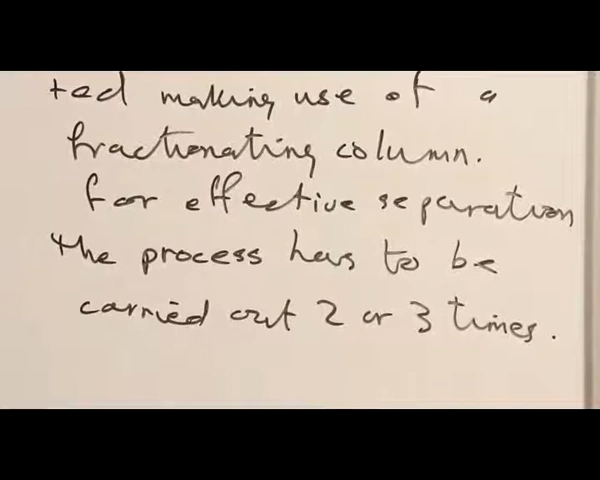 ted making use of a
fractionating column.
for effective separation
the process has to be
carried out 2 or 3 times.